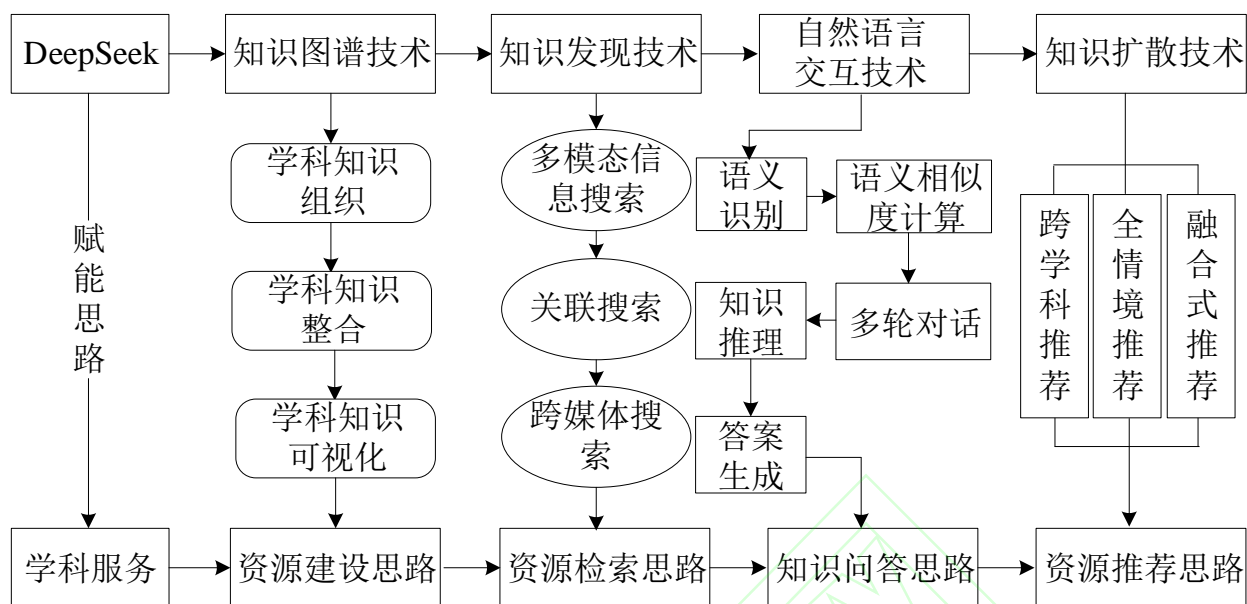 DeepSeek
知识图谱技术
知识发现技术
自然语言
交互技术
知识扩散技术
赋能思路
学科知识
组织
学科知识
整合
学科知识
可视化
多模态信
息搜索
关联搜索
跨媒体搜
索
语义
识别
语义相似
度计算
多轮对话
知识
推理
答案
生成
跨学科推荐
全情境推荐
融合式推荐
学科服务
资源建设思路
资源检索思路
知识问答思路
资源推荐思路